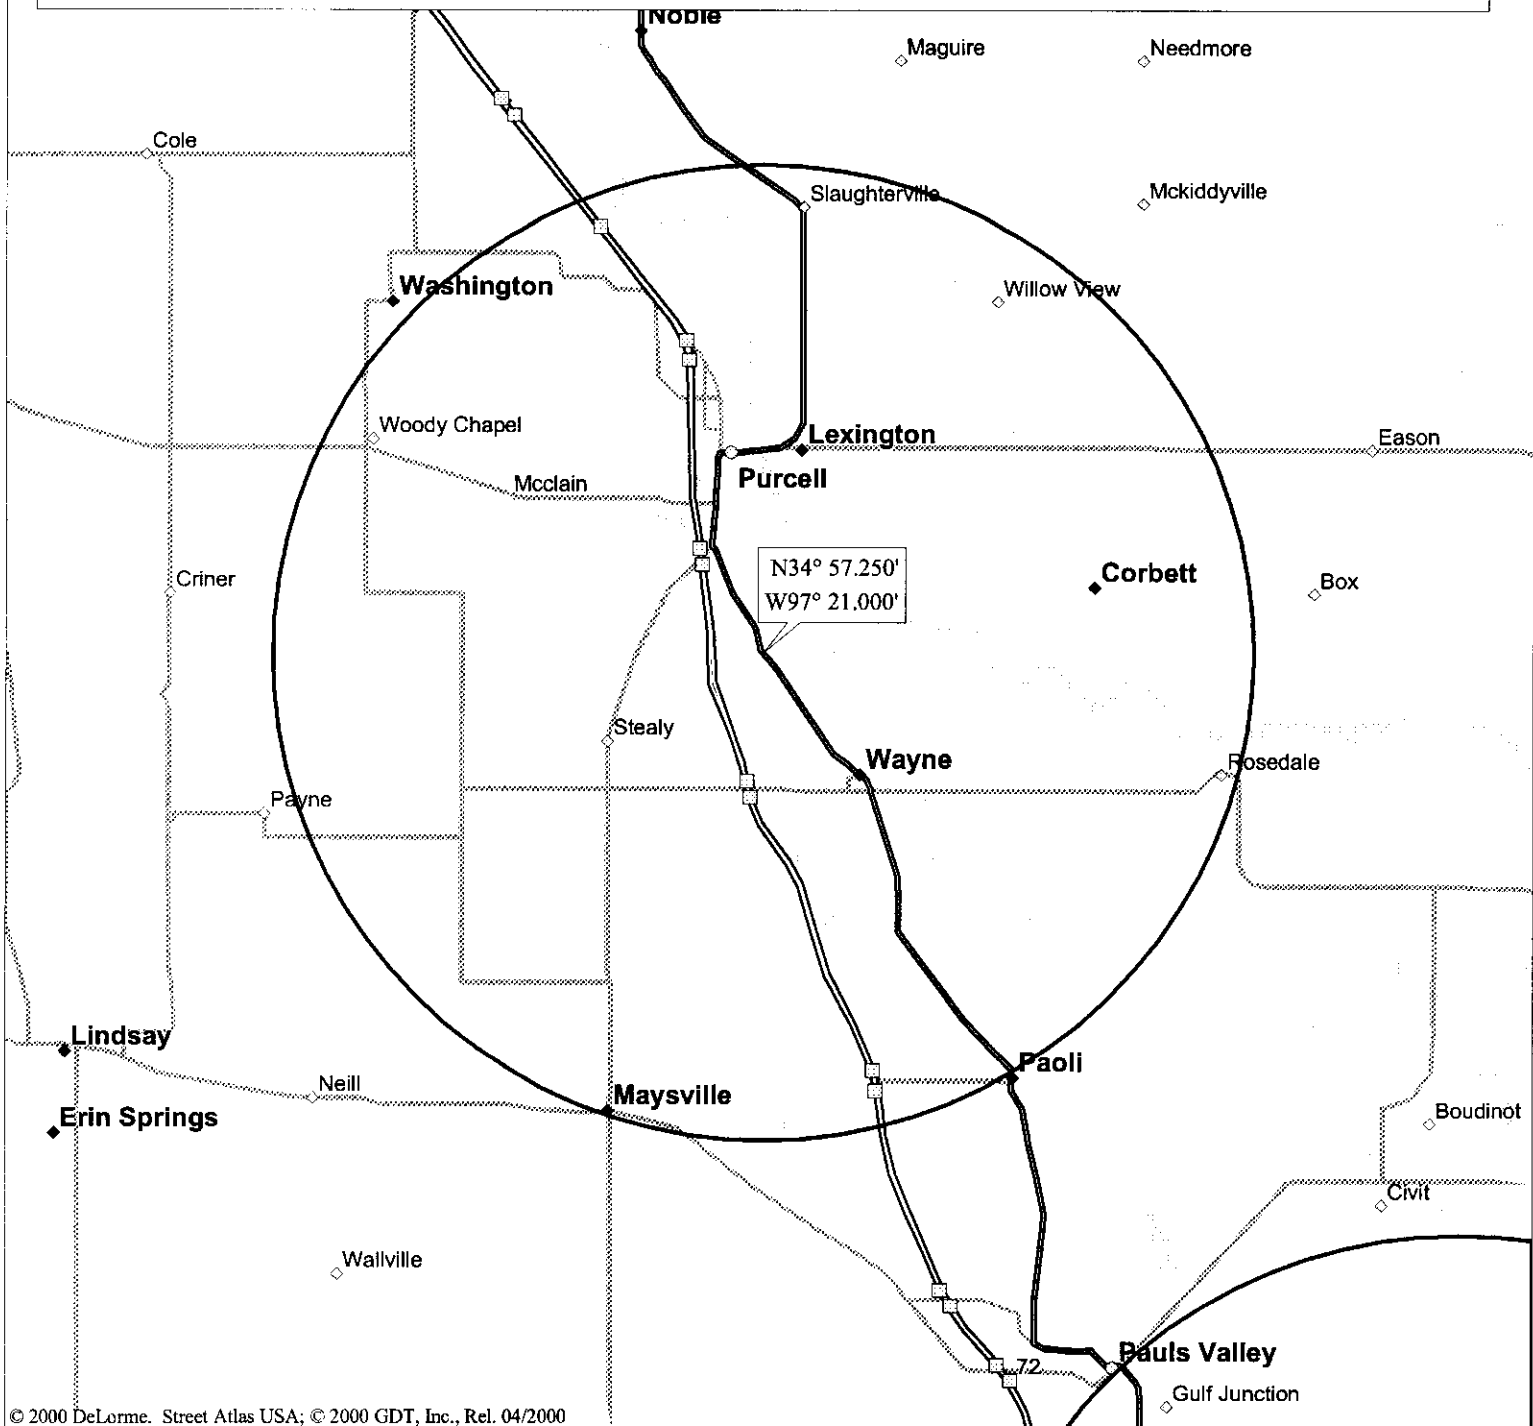 Noble
Maguire
Needmore
Cole
Slaughterville
Mckiddyville
Washington
Willow View
Woody Chapel
Lexington
Eason
Purcell
Mcclain
N34° 57.250'
W97° 21.000'
Corbett
Criner
Box
Stealy
Wayne
Rosedale
Payne
Lindsay
Paoli
Neill
Maysville
Erin Springs
Boudinot
Civit
Wallville
Pauls Valley
72
Gulf Junction
© 2000 DeLorme. Street Atlas USA; © 2000 GDT, Inc., Rel. 04/2000